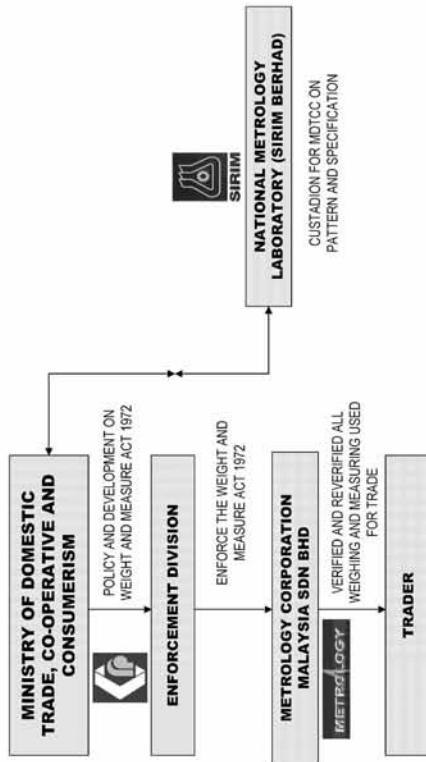 MINISTRY OF DOMESTIC
TRADE, CO-OPERATIVE AND
CONSUMERISM
POLICY AND DEVELOPMENT ON
WEIGHT AND MEASURE ACT 1972
ENFORCEMENT DIVISION
ENFORCE THE WEIGHT AND
MEASURE ACT 1972
METROLOGY CORPORATION
MALAYSIA SDN BHD
METROLOGY
VERIFIED AND REVERIFIED ALL
WEIGHING AND MEASURING USED
FOR TRADE
TRADER
SIRIM
NATIONAL METROLOGY
LABORATORY (SIRIM BERHAD)
CUSTADION FOR MDTCC ON
PATTERN AND SPECIFICATION